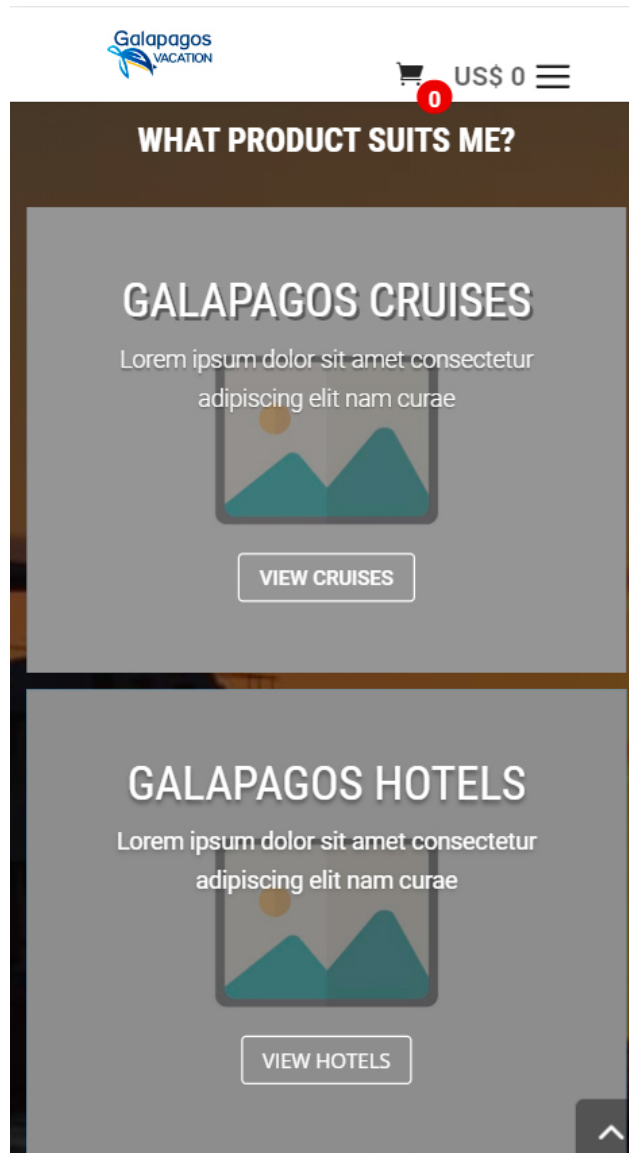 Galapagos
VACATION
0
US$ 0
WHAT PRODUCT SUITS ME?
GALAPAGOS CRUISES
Lorem ipsum dolor sit amet consectetur
adipiscing elit nam curae
VIEW CRUISES
GALAPAGOS HOTELS
Lorem ipsum dolor sit amet consectetur
adipiscing elit nam curae
VIEW HOTELS